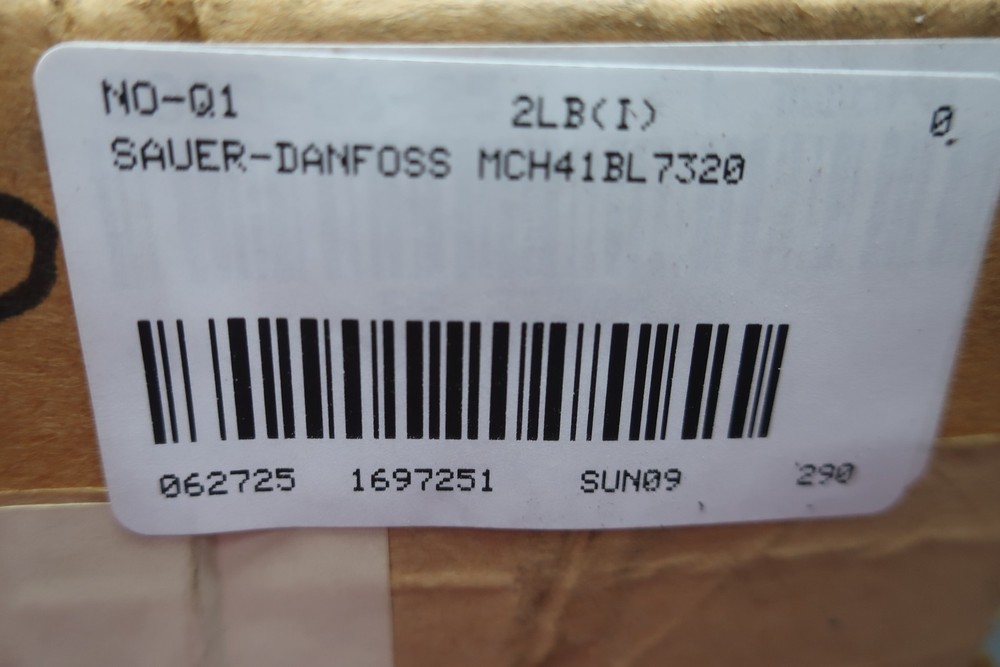 NO-Q1 2LB(I) 0.
SAUER-DANFOSS MCH41BL7320
062725 1697251 SUN09 290